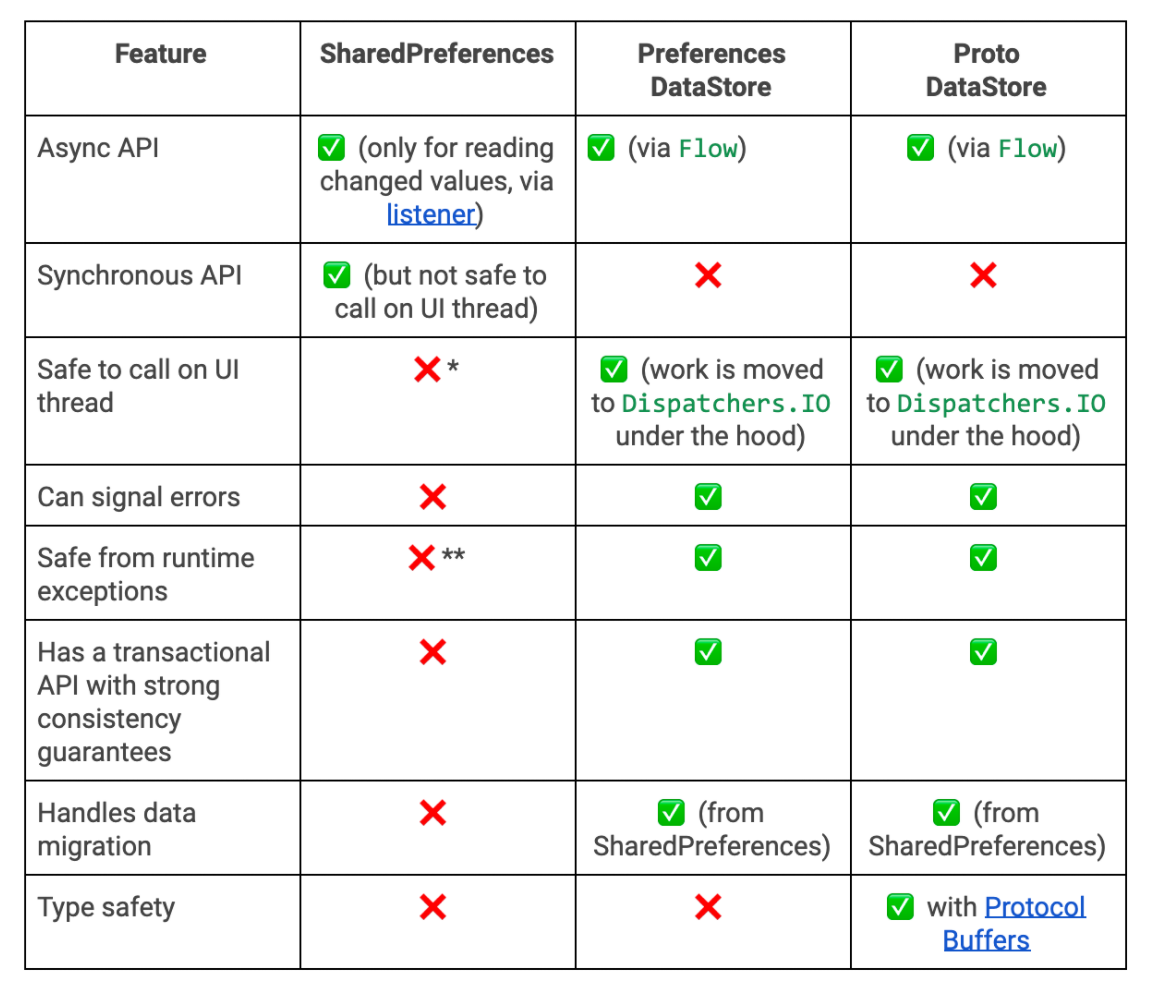 Feature
SharedPreferences
Preferences
DataStore
Proto
DataStore
Async API
✅ (only for reading
changed values, via
listener)
✅ (via Flow)
✅ (via Flow)
Synchronous API
✅ (but not safe to
call on UI thread)
❌
❌
Safe to call on UI
thread
❌ *
✅ (work is moved
to Dispatchers.IO
under the hood)
✅ (work is moved
to Dispatchers.IO
under the hood)
Can signal errors
❌
✅
✅
Safe from runtime
exceptions
❌ **
✅
✅
Has a transactional
API with strong
consistency
guarantees
❌
✅
✅
Handles data
migration
❌
✅ (from
SharedPreferences)
✅ (from
SharedPreferences)
Type safety
❌
❌
✅ with Protocol
Buffers